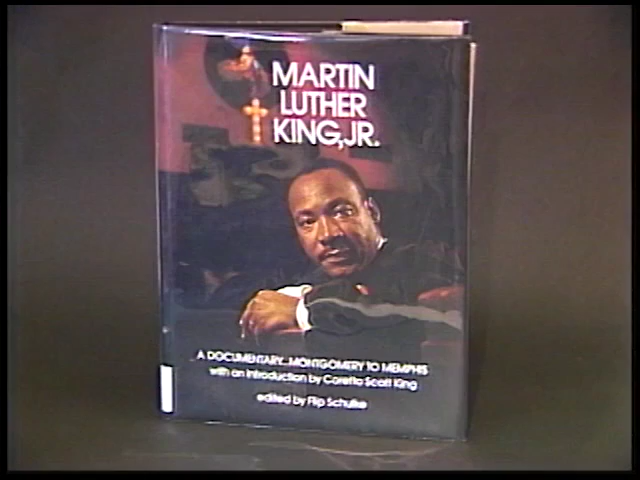 MARTIN
LUTHER
KING, JR.
A DOCUMENTARY...MONTGOMERY TO MEMPHIS
with an Introduction by Coretta Scott King
edited by Flip Schulke